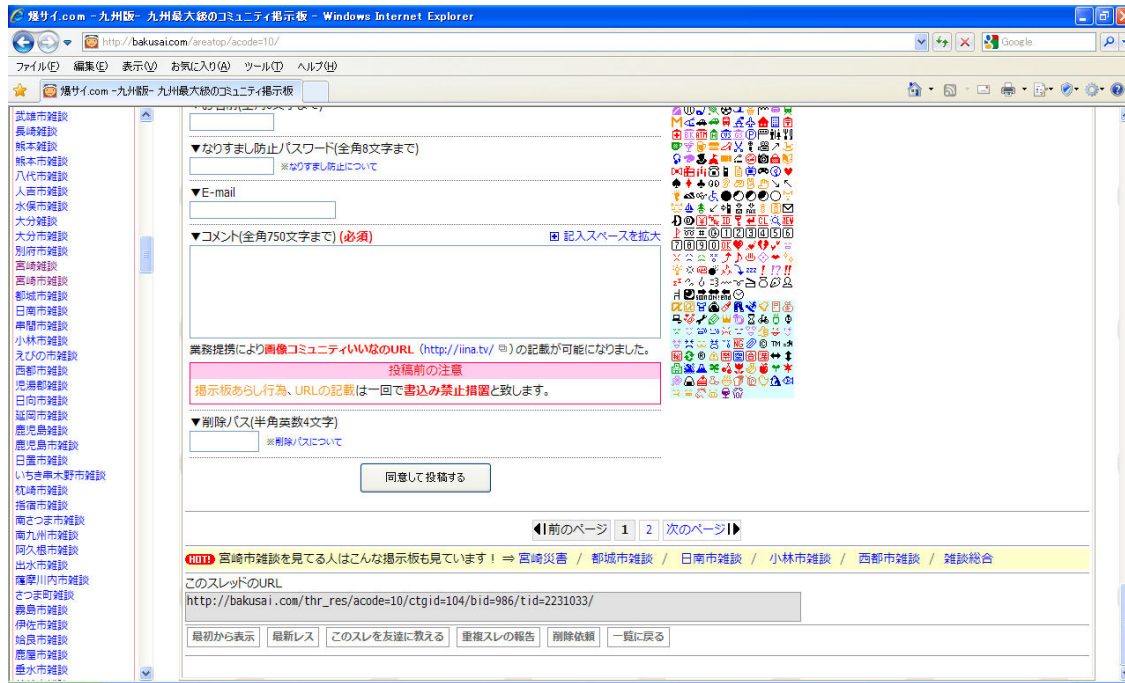 爆サイ.com －九州版－ 九州最大級のコミュニティ掲示板 - Windows Internet Explorer
http://bakusai.com/areatop/acode=10/
Google
ファイル(F) 編集(E) 表示(V) お気に入り(A) ツール(T) ヘルプ(H)
爆サイ.com －九州版－ 九州最大級のコミュニティ掲示板
武雄市雑談
長崎雑談
熊本雑談
熊本市雑談
八代市雑談
人吉市雑談
水俣市雑談
大分雑談
大分市雑談
別府市雑談
宮崎雑談
宮崎市雑談
都城市雑談
日南市雑談
串間市雑談
小林市雑談
えびの市雑談
西都市雑談
児湯郡雑談
日向市雑談
延岡市雑談
鹿児島雑談
鹿児島市雑談
日置市雑談
いちき串木野市雑談
枕崎市雑談
指宿市雑談
南さつま市雑談
南九州市雑談
阿久根市雑談
出水市雑談
薩摩川内市雑談
さつま町雑談
霧島市雑談
伊佐市雑談
姶良市雑談
鹿屋市雑談
垂水市雑談
▼なりすまし防止パスワード(全角8文字まで)
※なりすまし防止について
▼E-mail
▼コメント(全角750文字まで) (必須) 記入スペースを拡大
業務提携により画像コミュニティいいなのURL（http://iina.tv/ ）の記載が可能になりました。
投稿前の注意
掲示板あらし行為、URLの記載は一回で書込み禁止措置と致します。
▼削除パス(半角英数4文字)
※削除パスについて
同意して投稿する
前のページ 1 2 次のページ
HOT! 宮崎市雑談を見てる人はこんな掲示板も見ています！ ⇒ 宮崎災害 / 都城市雑談 / 日南市雑談 / 小林市雑談 / 西都市雑談 / 雑談総合
このスレッドのURL
http://bakusai.com/thr_res/acode=10/ctgid=104/bid=986/tid=2231033/
最初から表示 最新レス このスレを友達に教える 重複スレの報告 削除依頼 一覧に戻る